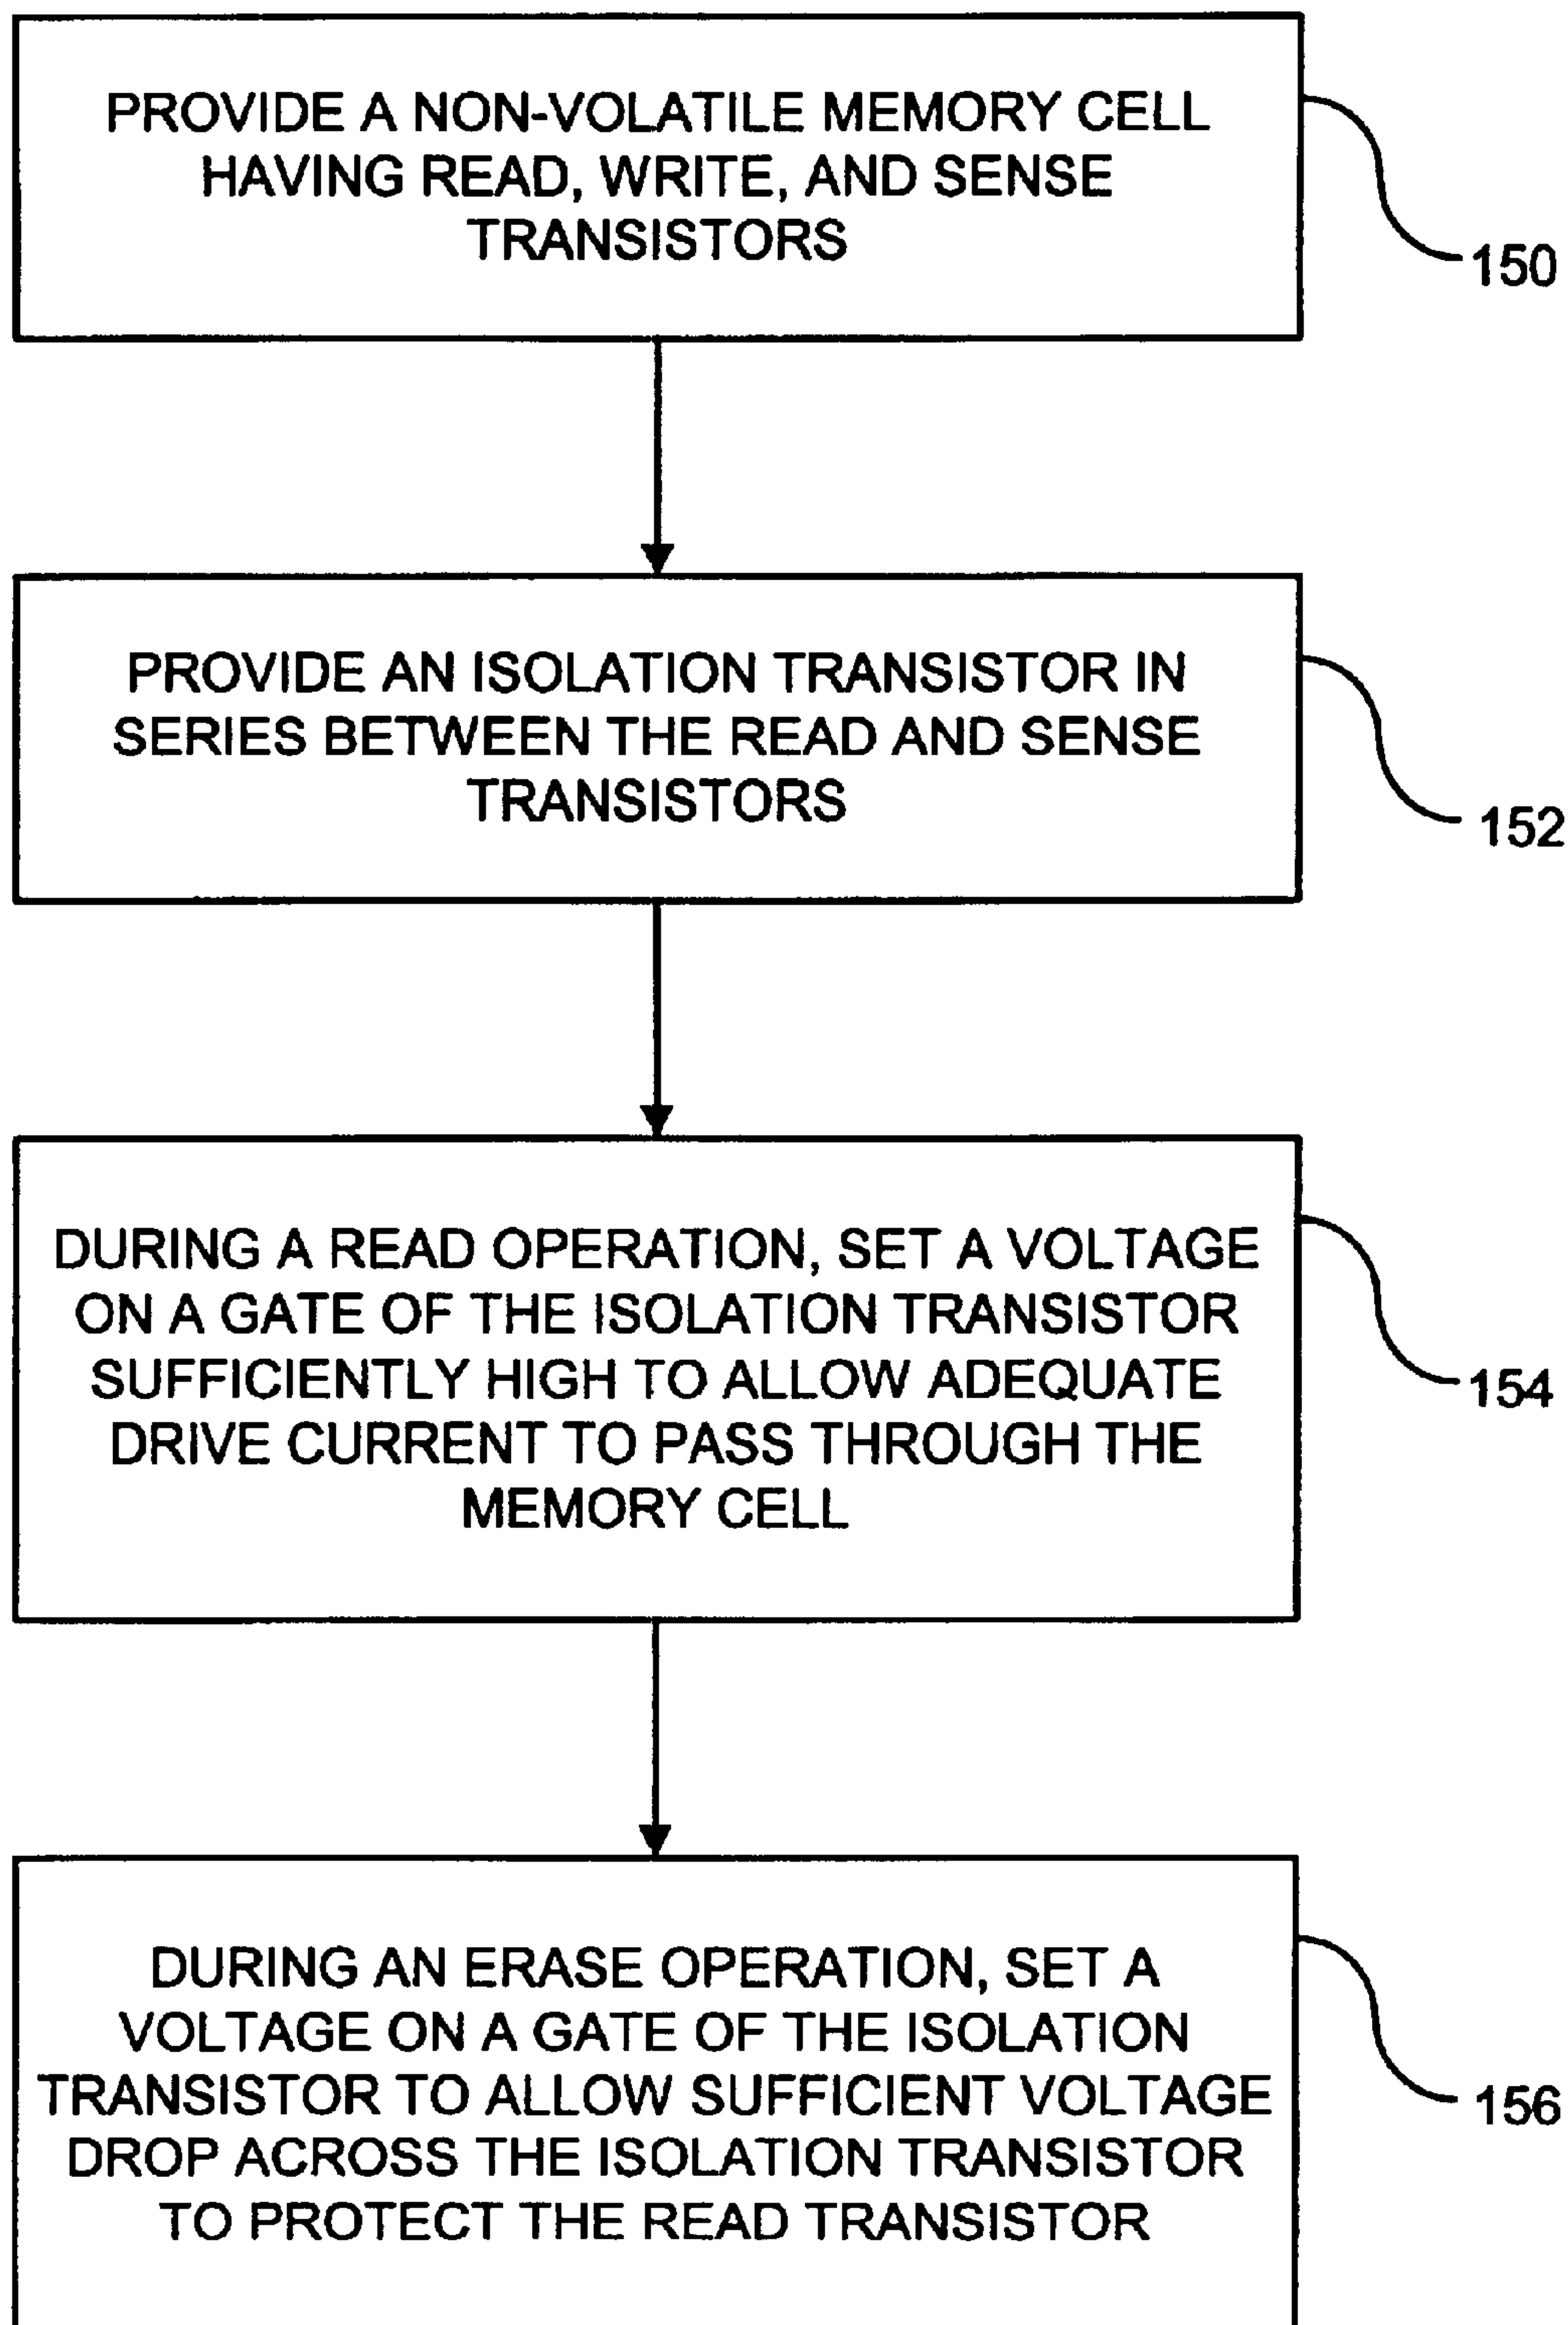 PROVIDE A NON-VOLATILE MEMORY CELL
HAVING READ, WRITE, AND SENSE
TRANSISTORS
150
PROVIDE AN ISOLATION TRANSISTOR IN
SERIES BETWEEN THE READ AND SENSE
TRANSISTORS
152
DURING A READ OPERATION, SET A VOLTAGE
ON A GATE OF THE ISOLATION TRANSISTOR
SUFFICIENTLY HIGH TO ALLOW ADEQUATE
DRIVE CURRENT TO PASS THROUGH THE
MEMORY CELL
154
DURING AN ERASE OPERATION, SET A
VOLTAGE ON A GATE OF THE ISOLATION
TRANSISTOR TO ALLOW SUFFICIENT VOLTAGE
DROP ACROSS THE ISOLATION TRANSISTOR
TO PROTECT THE READ TRANSISTOR
156